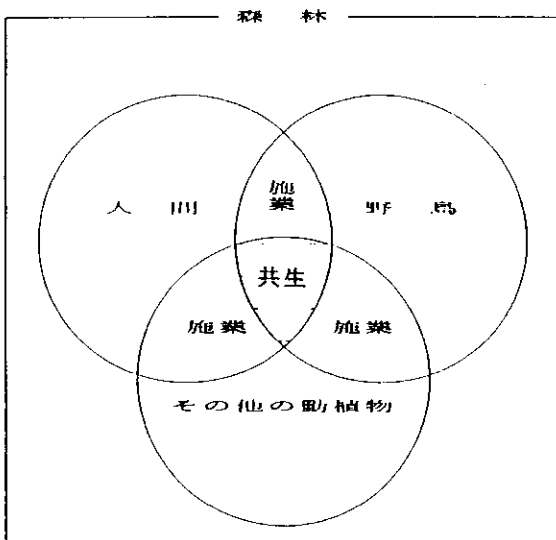 森林
施
業
人間
野鳥
共生
施業
施業
その他の動植物